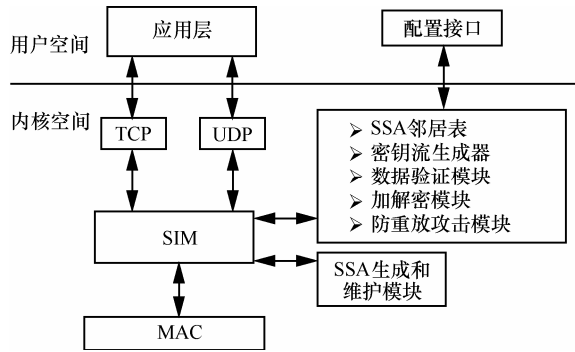 应用层
配置接口
用户空间
内核空间
TCP
UDP
➢ SSA邻居表
➢ 密钥流生成器
➢ 数据验证模块
➢ 加解密模块
➢ 防重放攻击模块
SIM
SSA生成和
维护模块
MAC